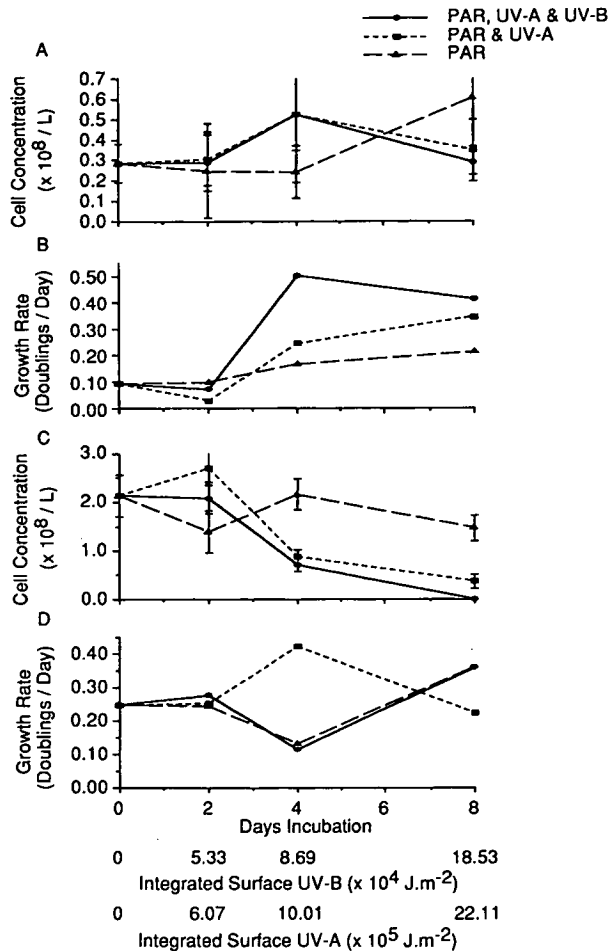 PAR, UV-A & UV-B
PAR & UV-A
PAR
A
Cell Concentration
(x 10⁸ / L)
0.7
0.6
0.5
0.4
0.3
0.2
0.1
0.0
B
Growth Rate
(Doublings / Day)
0.50
0.40
0.30
0.20
0.10
0.00
C
Cell Concentration
(x 10⁸ / L)
3.0
2.0
1.0
0.0
D
Growth Rate
(Doublings / Day)
0.40
0.30
0.20
0.10
0.00
0 2 4 6 8
Days Incubation
0 5.33 8.69 18.53
Integrated Surface UV-B (x 10⁴ J.m⁻²)
0 6.07 10.01 22.11
Integrated Surface UV-A (x 10⁵ J.m⁻²)